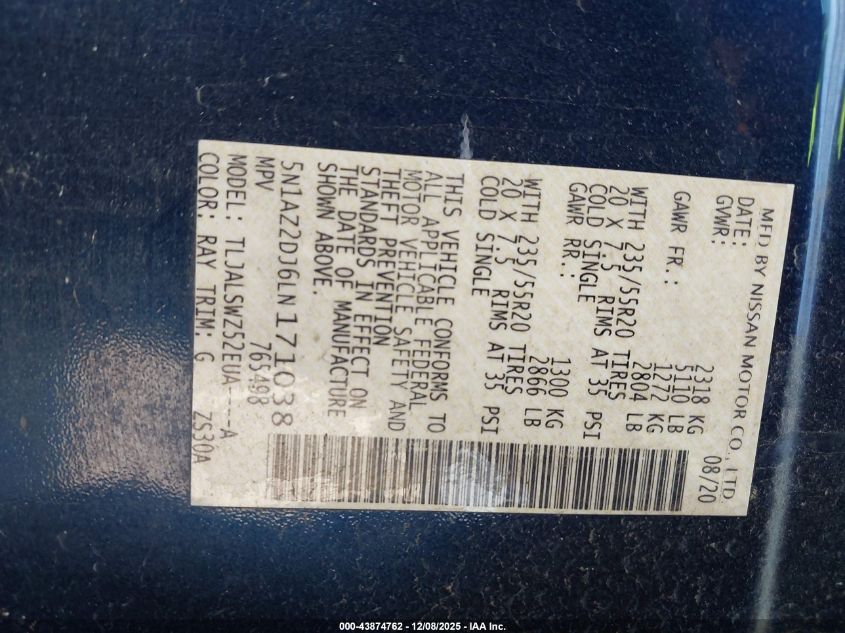 MFD BY NISSAN MOTOR CO., LTD
DATE: 08/20
GVWR: 2318 KG
5110 LB
GAWR FR.: 1272 KG
2804 LB
WITH 235/55R20 TIRES
20 X 7.5 RIMS AT 35 PSI
COLD SINGLE
GAWR RR.: 1300 KG
2866 LB
WITH 235/55R20 TIRES
20 X 7.5 RIMS AT 35 PSI
COLD SINGLE
THIS VEHICLE CONFORMS TO
ALL APPLICABLE FEDERAL
MOTOR VEHICLE SAFETY AND
THEFT PREVENTION
STANDARDS IN EFFECT ON
THE DATE OF MANUFACTURE
SHOWN ABOVE.
5N1AZ2DJ6LN171038
MPV 765498
MODEL: TLJALSWZ52EUA---A
COLOR: RAY TRIM: G ZS30A
000-43874762 - 12/08/2025 - IAA Inc.